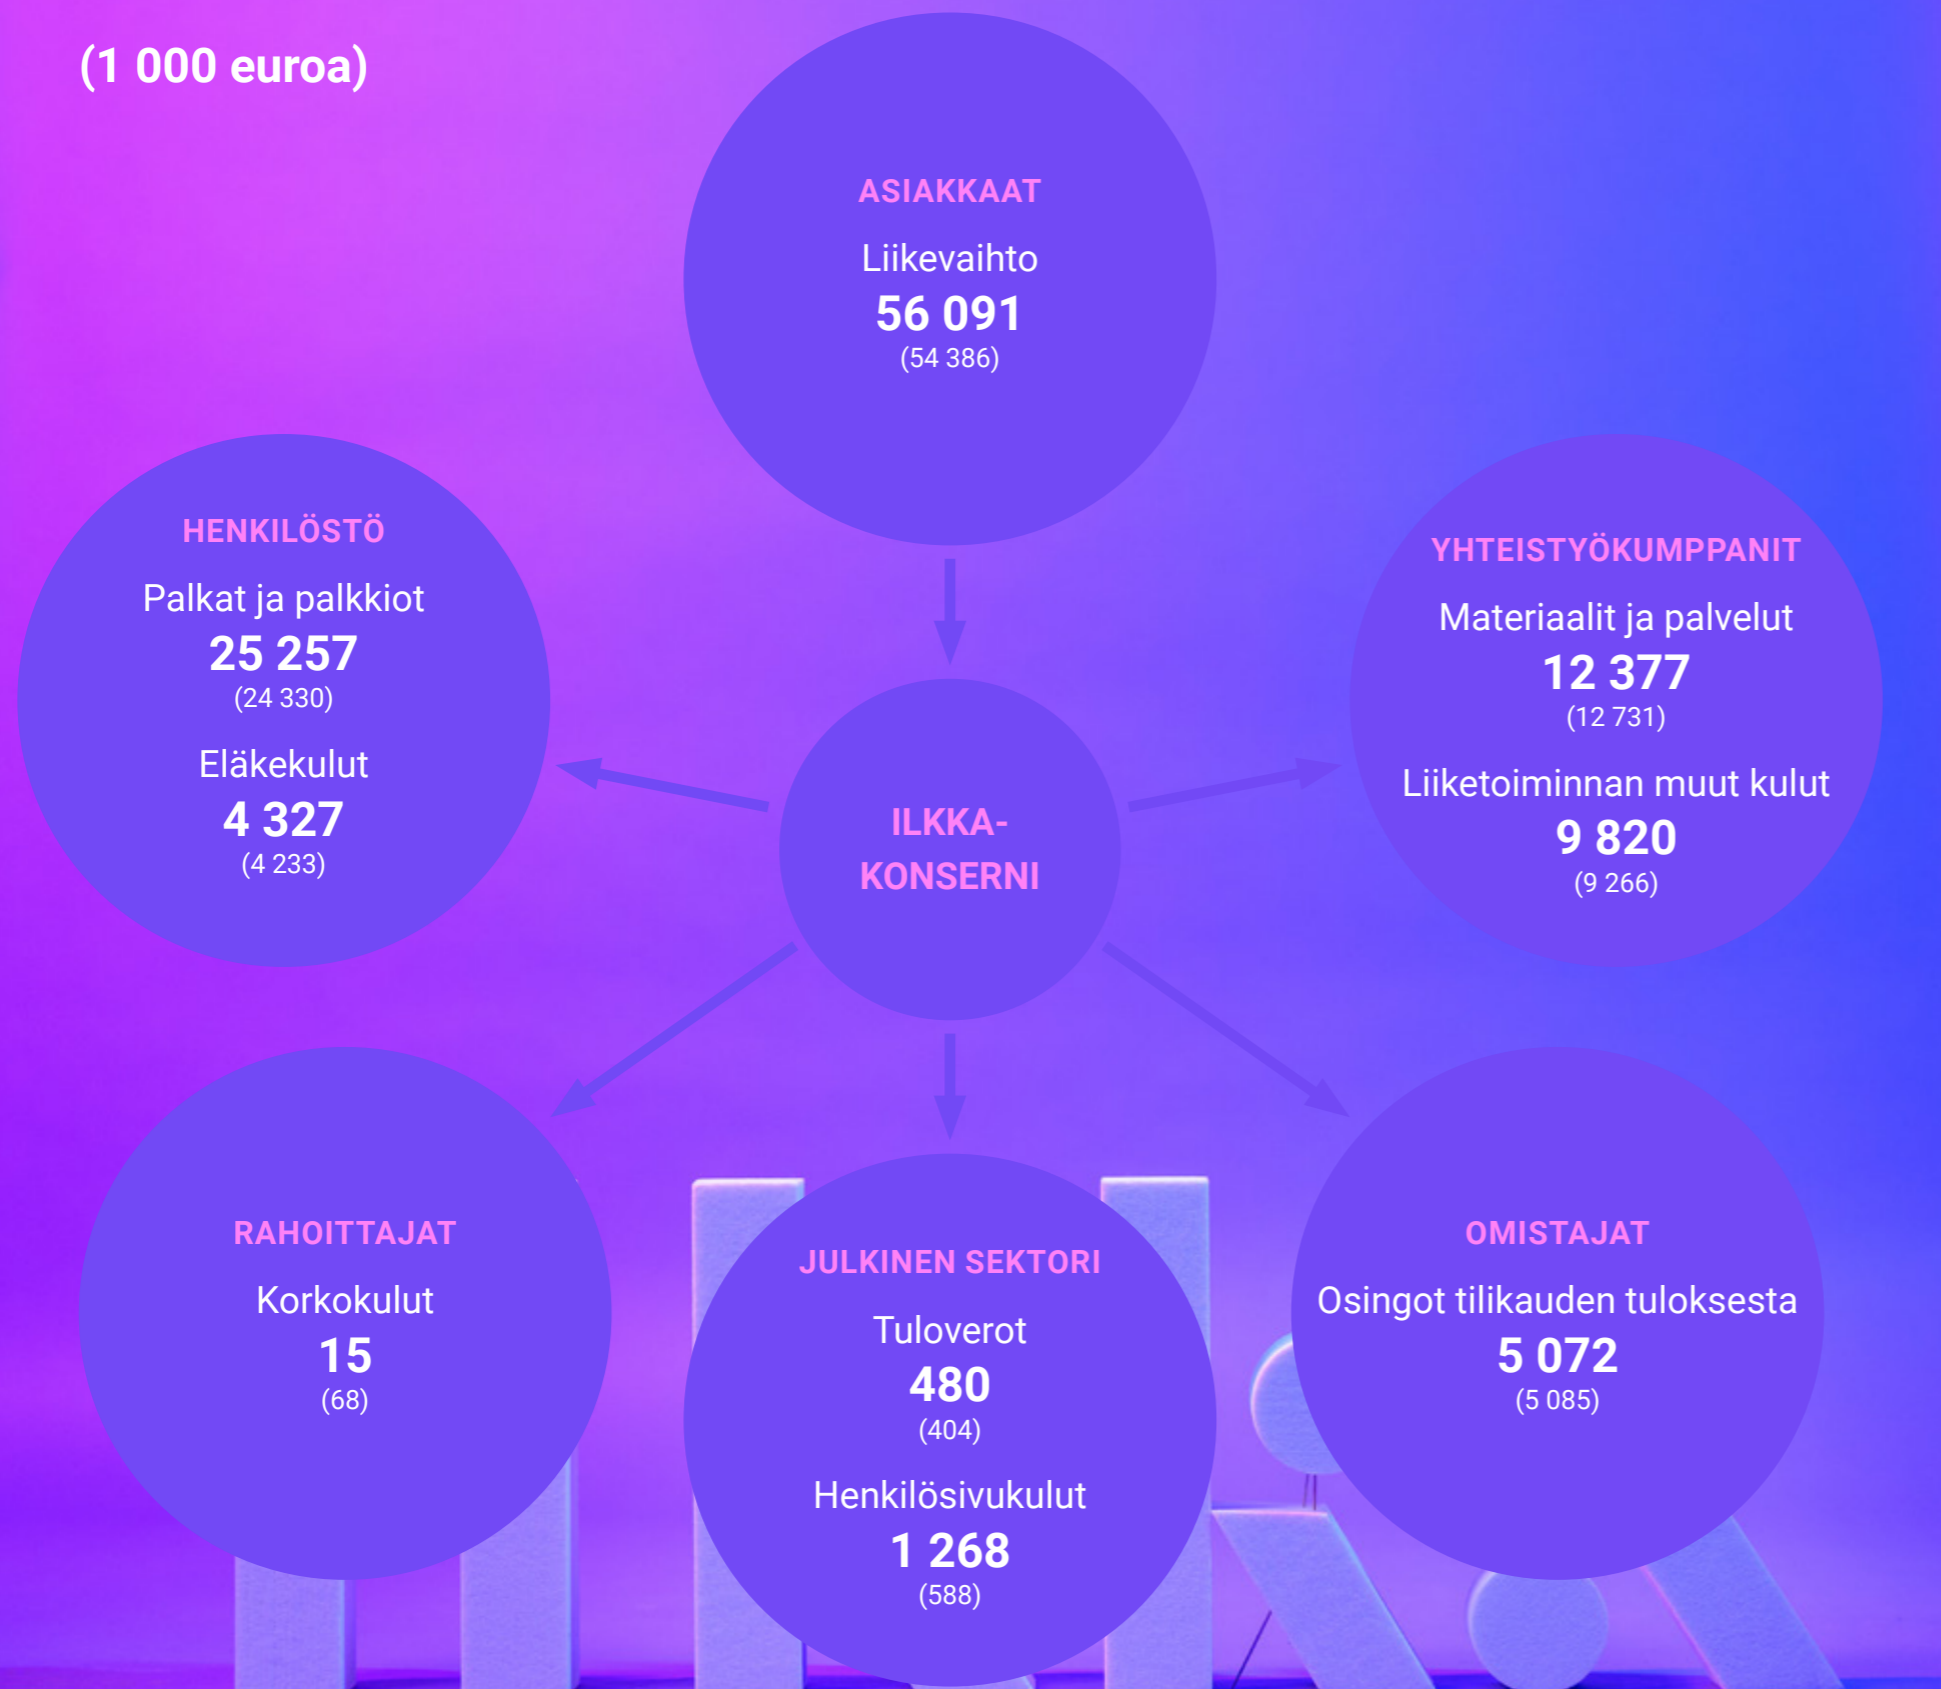 (1 000 euroa)
ASIAKKAAT
Liikevaihto
56 091
(54 386)
HENKILÖSTÖ
Palkat ja palkkiot
25 257
(24 330)
Eläkekulut
4 327
(4 233)
YHTEISTYÖKUMPPANIT
Materiaalit ja palvelut
12 377
(12 731)
Liiketoiminnan muut kulut
9 820
(9 266)
ILKKA-
KONSERNI
RAHOITTAJAT
Korkokulut
15
(68)
JULKINEN SEKTORI
Tuloverot
480
(404)
Henkilösivukulut
1 268
(588)
OMISTAJAT
Osingot tilikauden tuloksesta
5 072
(5 085)